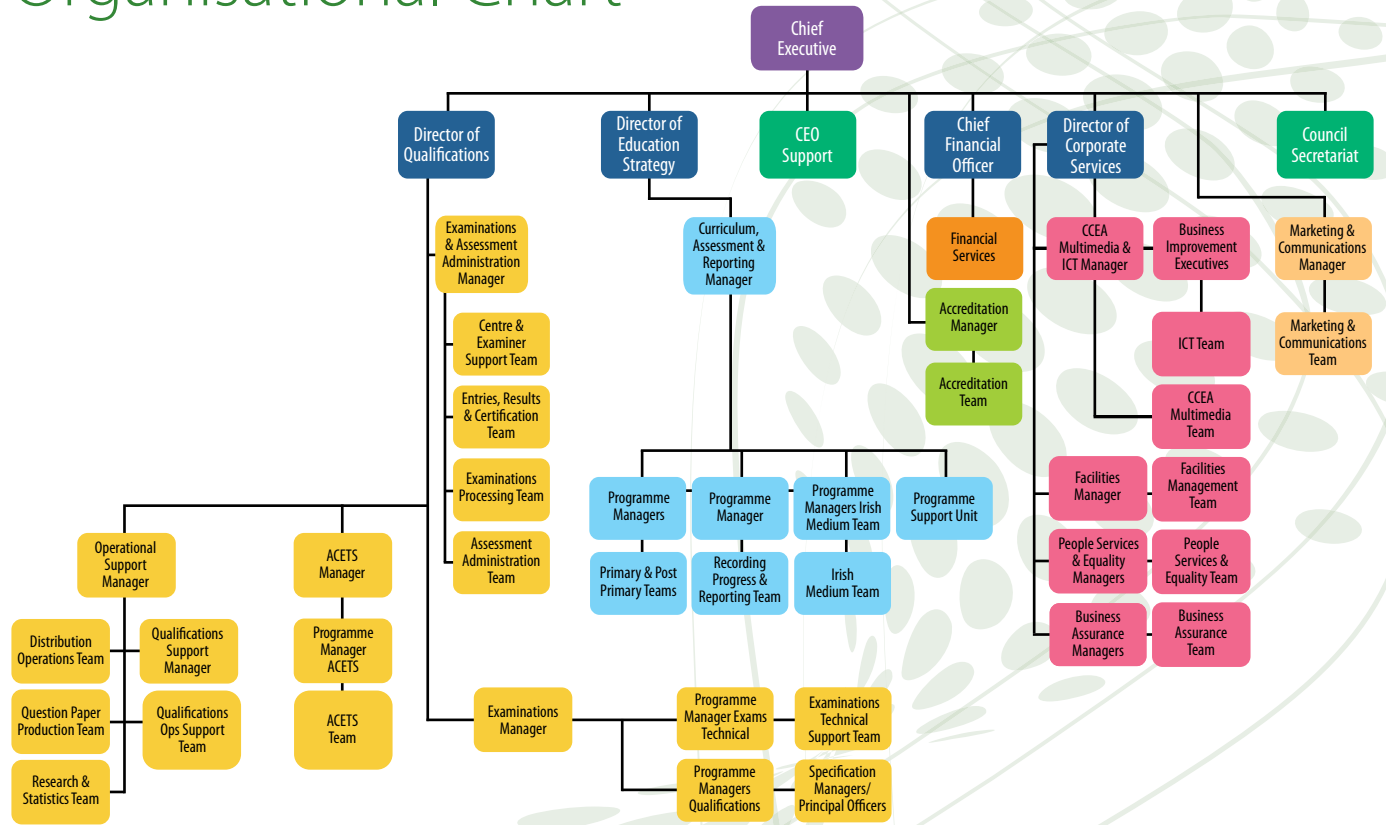 Organisational Chart
Chief
Executive
Director of
Qualifications
Director of
Education
Strategy
CEO
Support
Chief
Financial
Officer
Director of
Corporate
Services
Council
Secretariat
Examinations
& Assessment
Administration
Manager
Curriculum,
Assessment &
Reporting
Manager
Financial
Services
CCEA
Multimedia &
ICT Manager
Business
Improvement
Executives
Marketing &
Communications
Manager
Centre &
Examiner
Support Team
Accreditation
Manager
ICT Team
Marketing &
Communications
Team
Entries, Results
& Certification
Team
Accreditation
Team
CCEA
Multimedia
Team
Examinations
Processing Team
Programme
Managers
Programme
Manager
Programme
Managers Irish
Medium Team
Programme
Support Unit
Facilities
Manager
Facilities
Management
Team
Operational
Support
Manager
ACETS
Manager
Assessment
Administration
Team
Primary & Post
Primary Teams
Recording
Progress &
Reporting Team
Irish
Medium Team
People Services
& Equality
Managers
People
Services &
Equality Team
Distribution
Operations Team
Qualifications
Support
Manager
Programme
Manager
ACETS
Business
Assurance
Managers
Business
Assurance
Team
Question Paper
Production Team
Qualifications
Ops Support
Team
ACETS
Team
Examinations
Manager
Programme
Manager Exams
Technical
Examinations
Technical
Support Team
Research &
Statistics Team
Programme
Managers
Qualifications
Specification
Managers/
Principal Officers